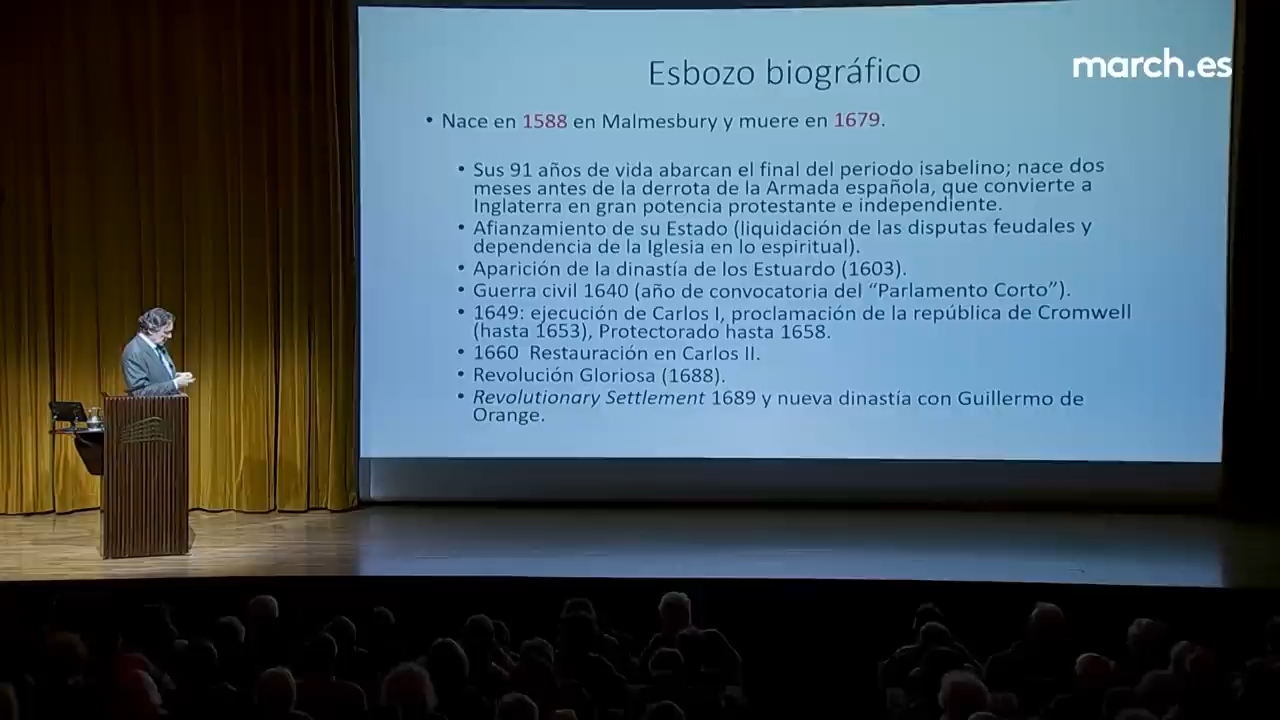 march.es
Esbozo biográfico
• Nace en 1588 en Malmesbury y muere en 1679.
• Sus 91 años de vida abarcan el final del periodo isabelino; nace dos
meses antes de la derrota de la Armada española, que convierte a
Inglaterra en gran potencia protestante e independiente.
• Afianzamiento de su Estado (liquidación de las disputas feudales y
dependencia de la Iglesia en lo espiritual).
• Aparición de la dinastía de los Estuardo (1603).
• Guerra civil 1640 (año de convocatoria del “Parlamento Corto”).
• 1649: ejecución de Carlos I, proclamación de la república de Cromwell
(hasta 1653), Protectorado hasta 1658.
• 1660 Restauración en Carlos II.
• Revolución Gloriosa (1688).
• Revolutionary Settlement 1689 y nueva dinastía con Guillermo de
Orange.